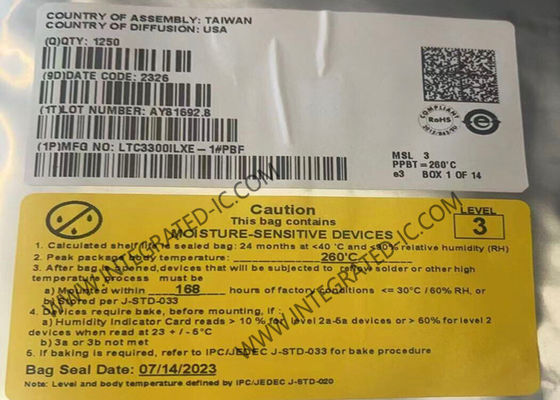 COUNTRY OF ASSEMBLY: TAIWAN
COUNTRY OF DIFFUSION: USA
(Q)QTY: 1250
(9D)DATE CODE: 2326
(1T)LOT NUMBER: AY81692.8
(1P)MFG NO: LTC3300ILXE-1#PBF
COMPLIANT
RoHS
2015/863/EU
e
MSL 3
PPBT=260°C
e3 BOX 1 OF 14
Caution
This bag contains
MOISTURE-SENSITIVE DEVICES
LEVEL
3
1. Calculated shelf life in sealed bag: 24 months at <40 °C and <90% relative humidity (RH)
2. Peak package body temperature: 260°C
3. After bag is opened, devices that will be subjected to reflow solder or other high
temperature process must be
a) Mounted within 168 hours of factory conditions <= 30°C / 60% RH, or
b) Stored per J-STD-033
4. Devices require bake, before mounting, if :
a) Humidity Indicator Card reads > 10% for level 2a-5a devices or > 60% for level 2
devices when read at 23 +/- 5°C
b) 3a or 3b not met
5. If baking is required, refer to IPC/JEDEC J-STD-033 for bake procedure
Bag Seal Date: 07/14/2023
Note: Level and body temperature defined by IPC/JEDEC J-STD-020
WWW.INTEGRATED-IC.COM
WWW.INTEGRATED-IC.COM